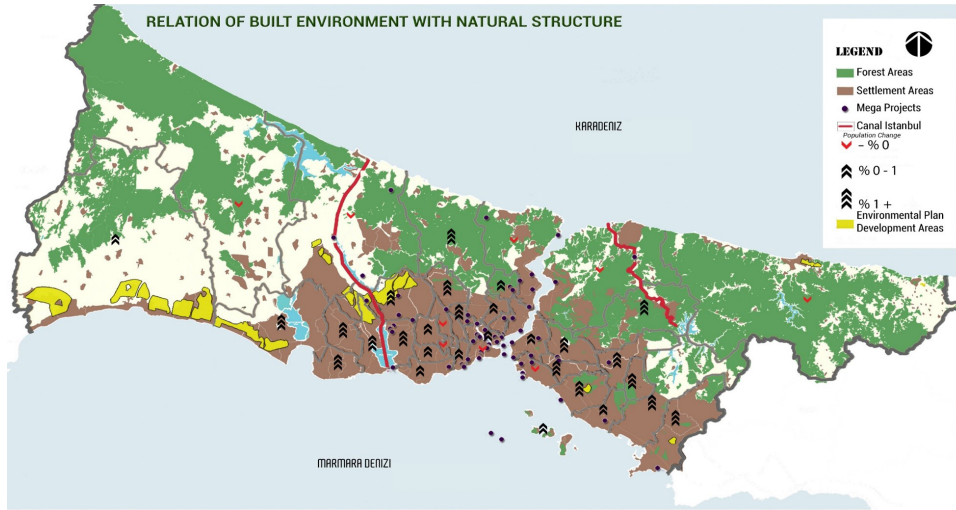 RELATION OF BUILT ENVIRONMENT WITH NATURAL STRUCTURE
LEGEND
Forest Areas
Settlement Areas
Mega Projects
Canal Istanbul
Population Change
- % 0
% 0 - 1
% 1 +
Environmental Plan
Development Areas
KARADENIZ
MARMARA DENIZI